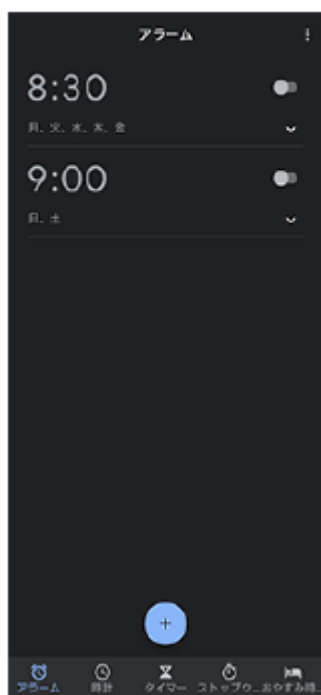 アラーム
8:30
月、火、水、木、金
9:00
日、土
アラーム 時計 タイマー ストップウ... おやすみ時